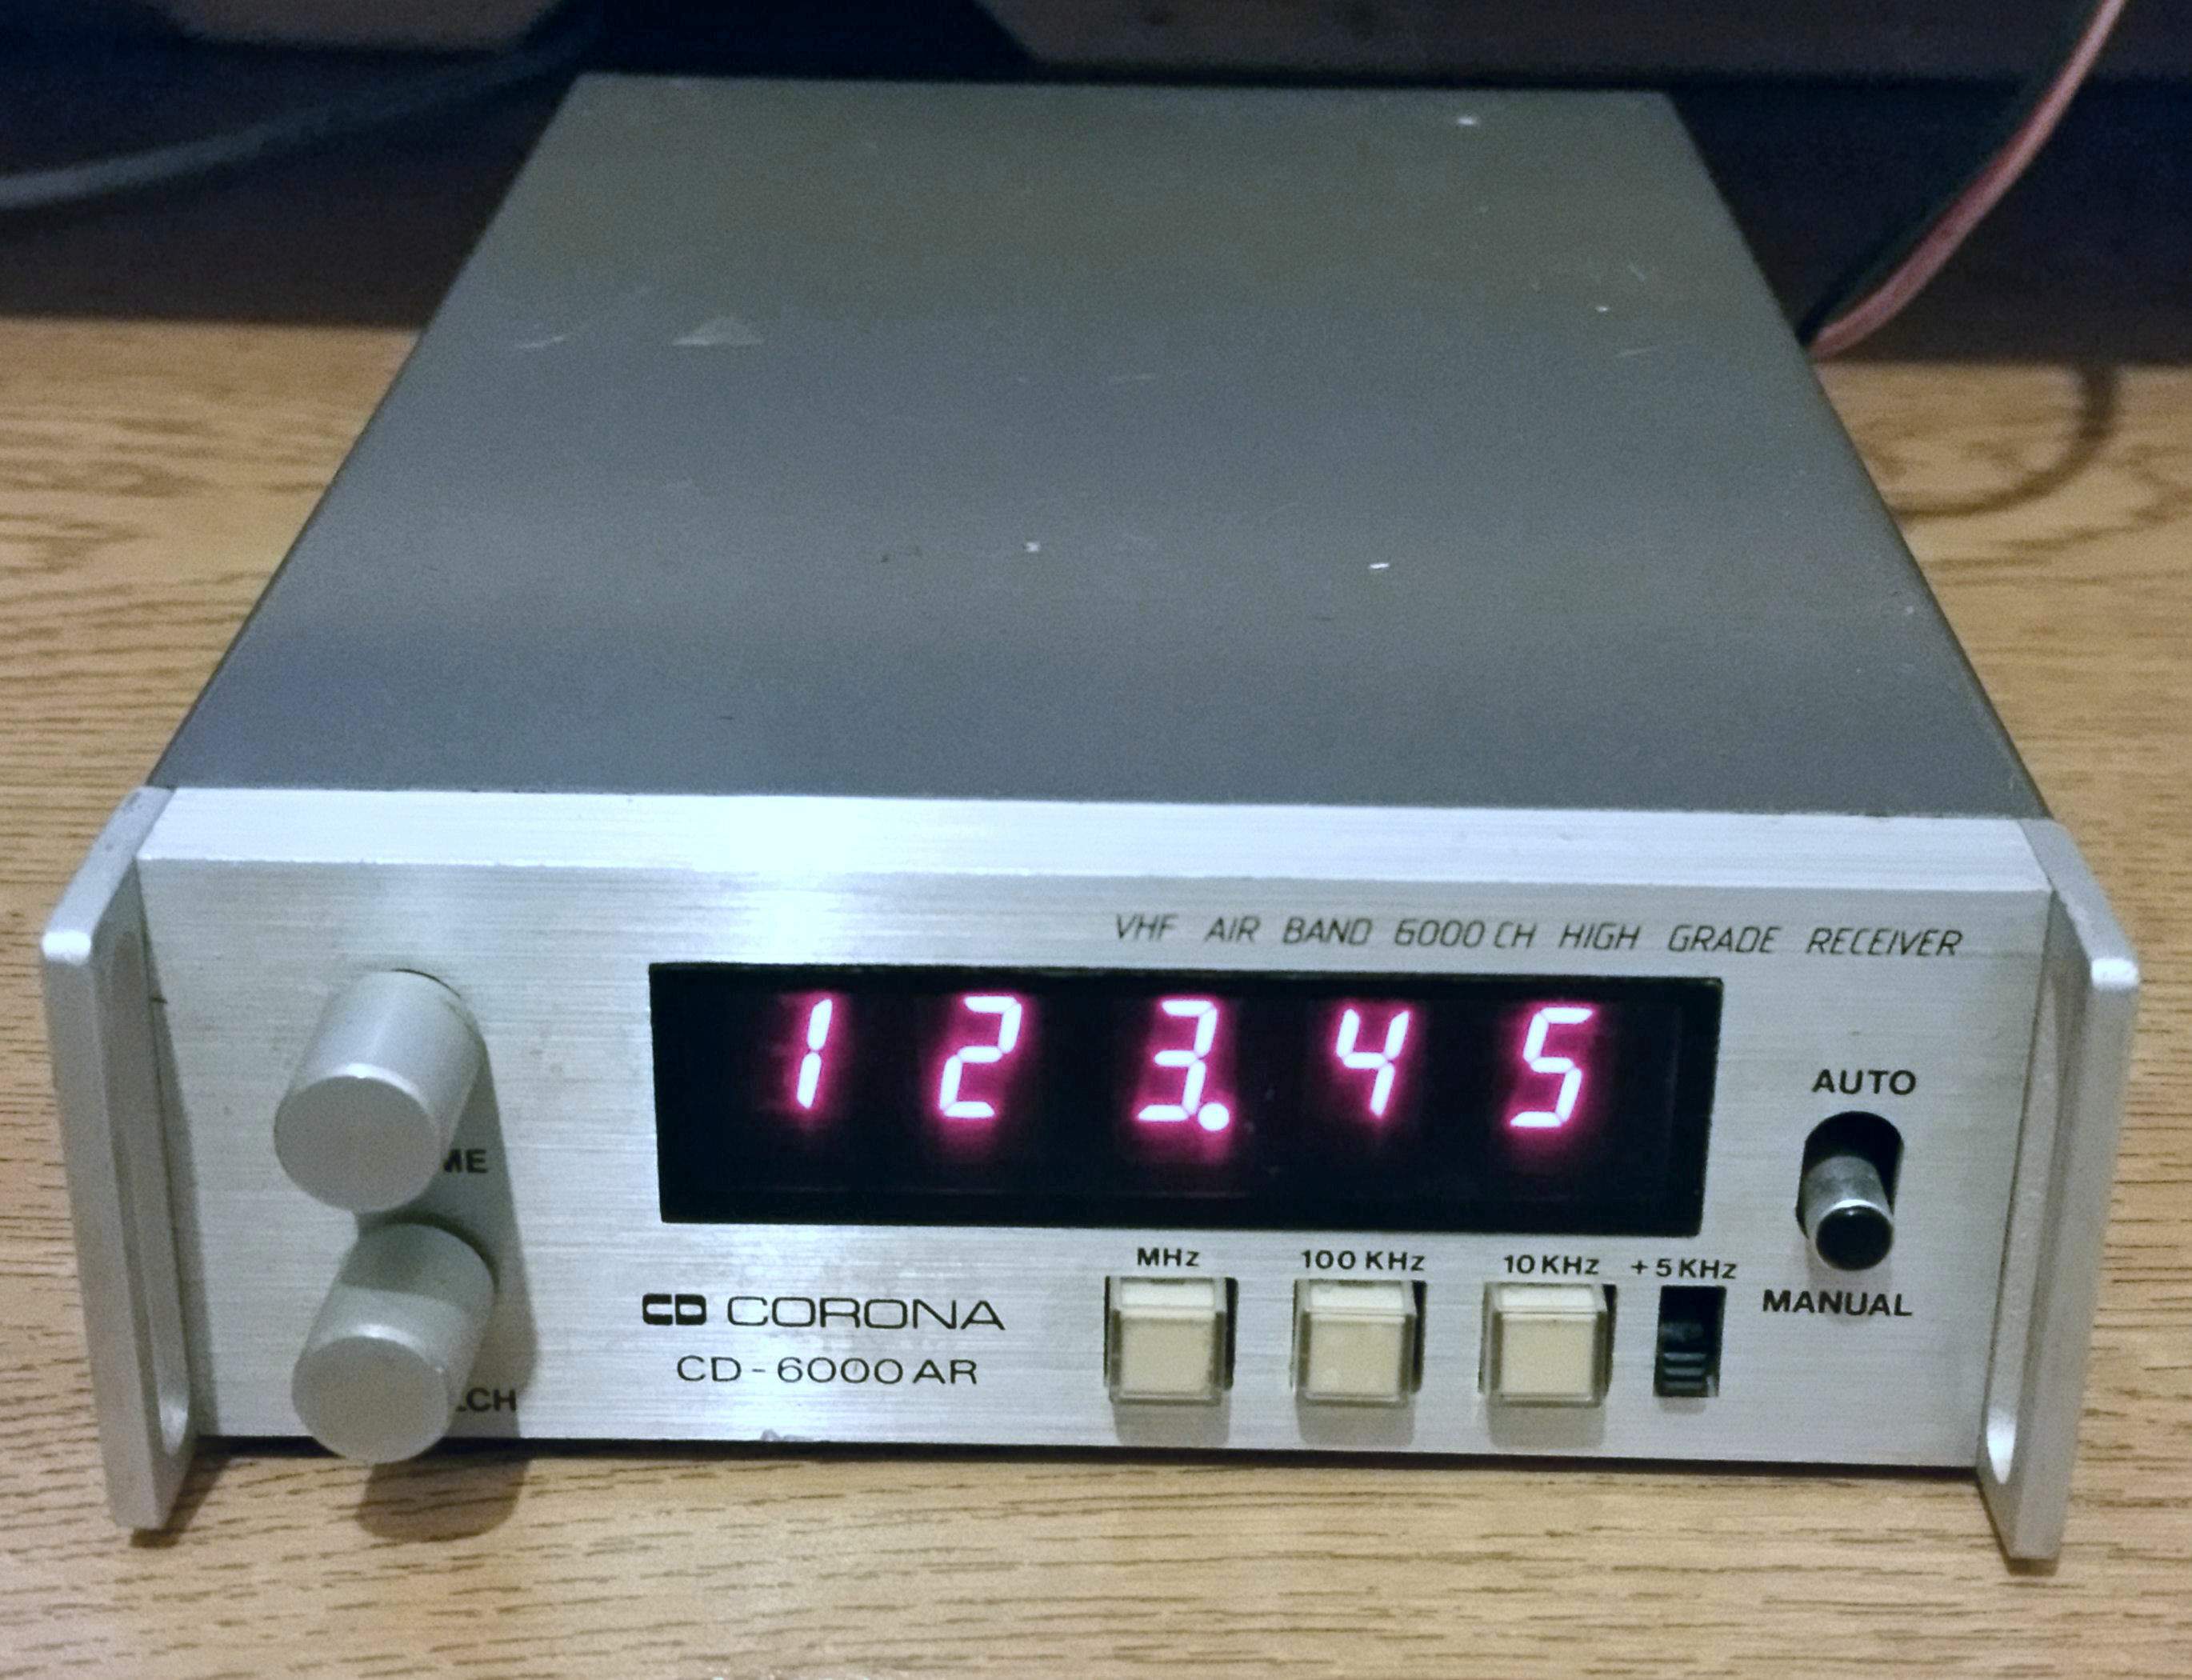 VHF AIR BAND 6000 CH HIGH GRADE RECEIVER
123.45
AUTO
MANUAL
MHz
100 KHz
10 KHz
+5 KHz
CD CORONA
CD-6000AR